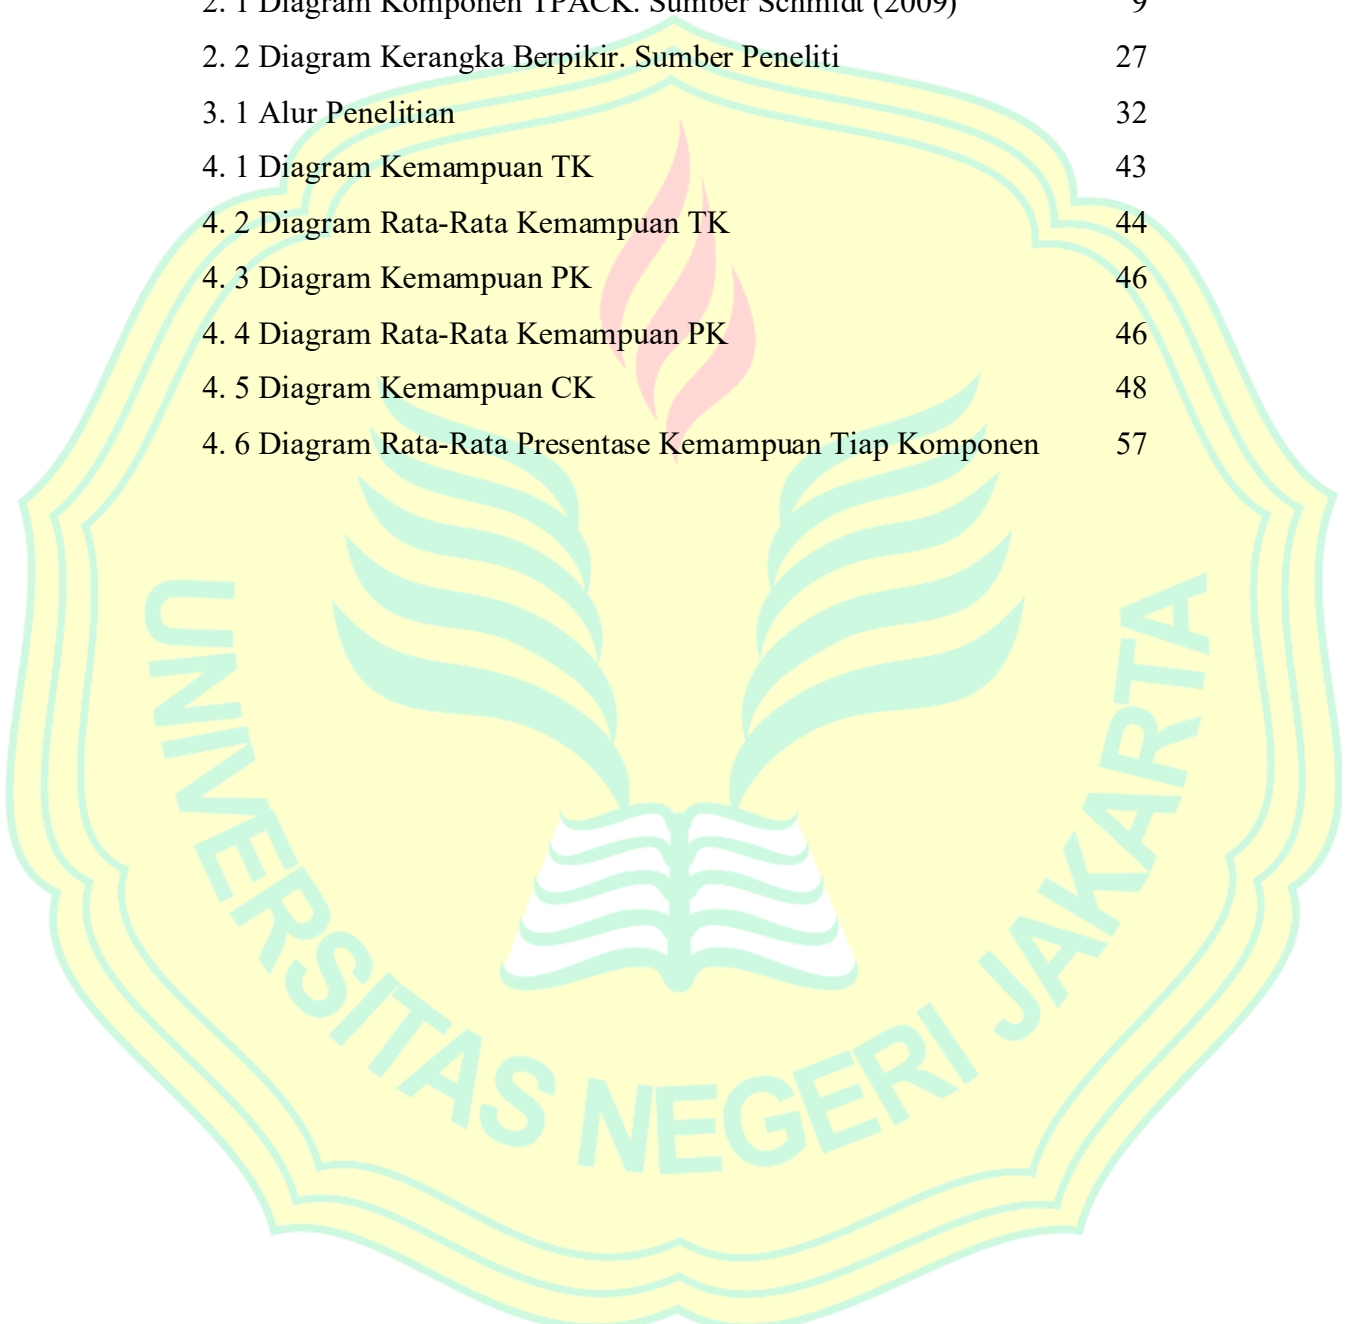 2. 1 Diagram Komponen TPACK. Sumber Schmidt (2009) 9
2. 2 Diagram Kerangka Berpikir. Sumber Peneliti 27
3. 1 Alur Penelitian 32
4. 1 Diagram Kemampuan TK 43
4. 2 Diagram Rata-Rata Kemampuan TK 44
4. 3 Diagram Kemampuan PK 46
4. 4 Diagram Rata-Rata Kemampuan PK 46
4. 5 Diagram Kemampuan CK 48
4. 6 Diagram Rata-Rata Presentase Kemampuan Tiap Komponen 57
UNIVERSITAS NEGERI JAKARTA